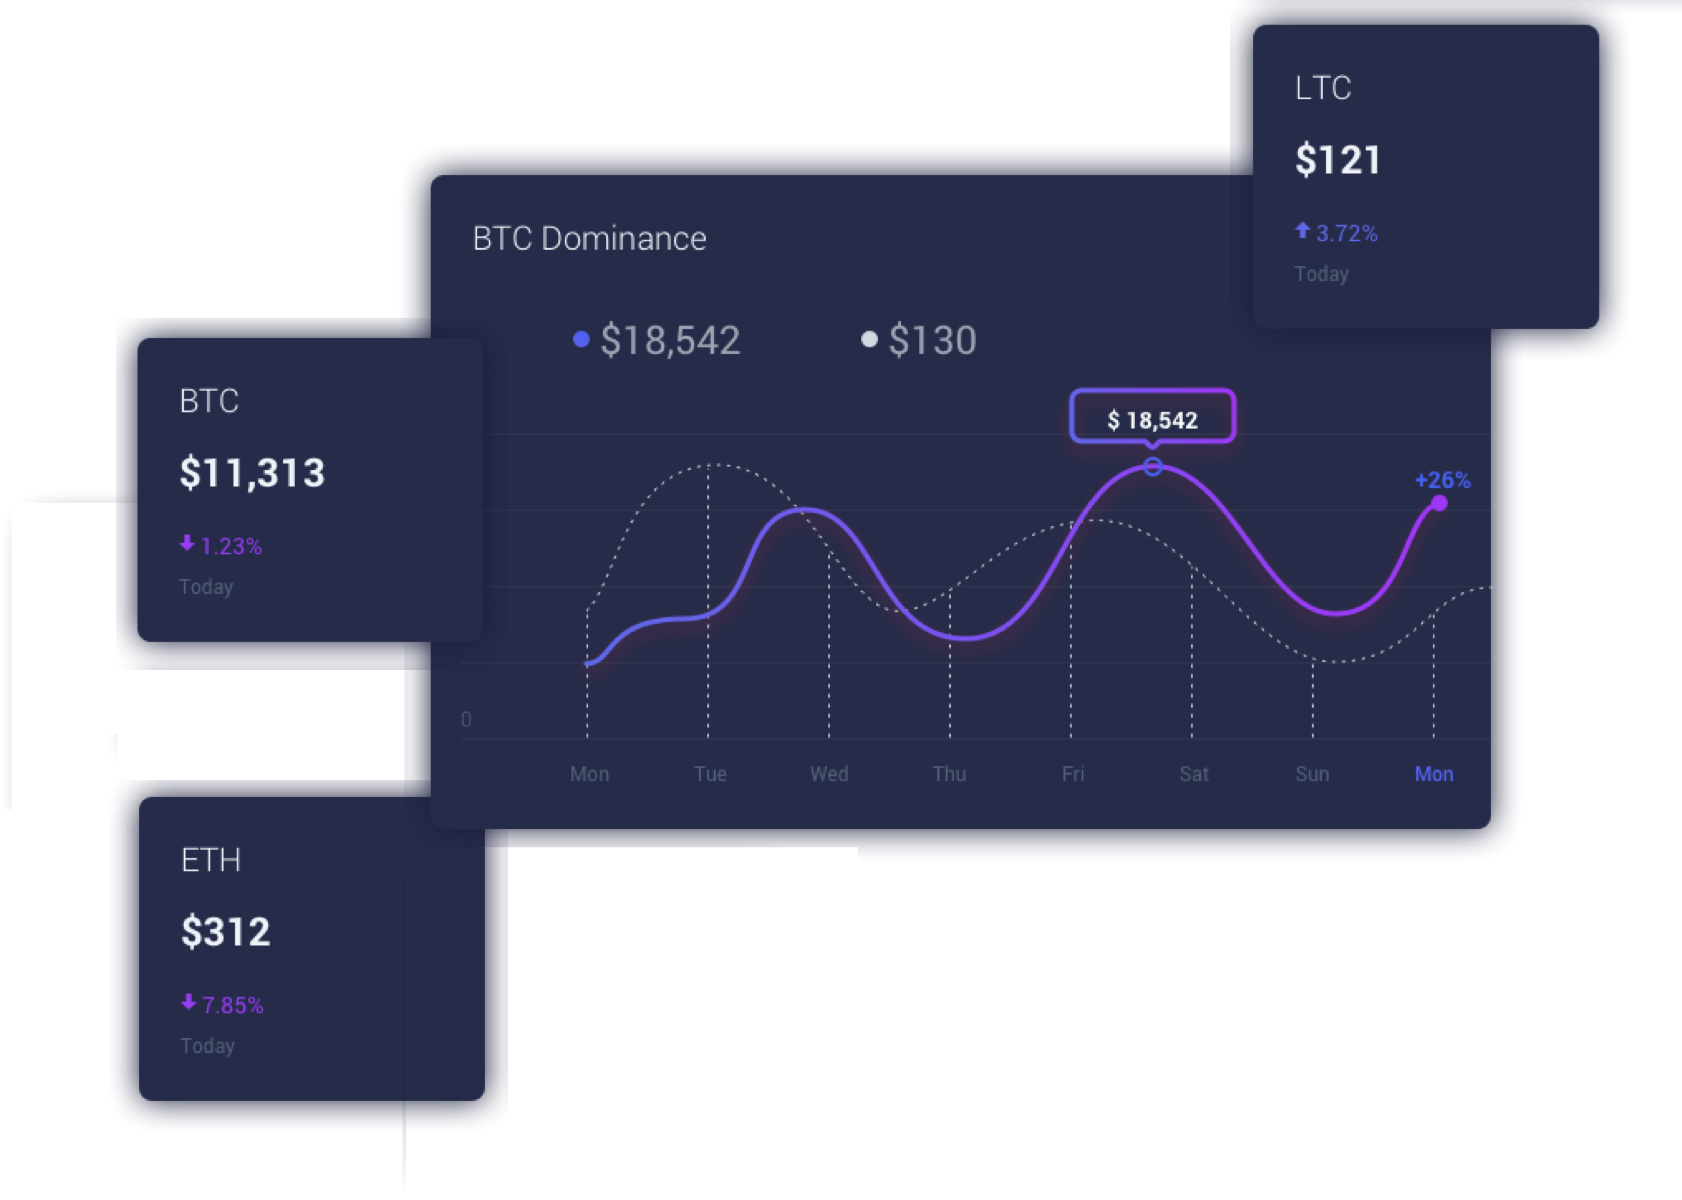 LTC
$121
3.72%
Today
BTC Dominance
$18,542
$130
BTC
$11,313
1.23%
Today
$ 18,542
+26%
0
Mon Tue Wed Thu Fri Sat Sun Mon
ETH
$312
7.85%
Today